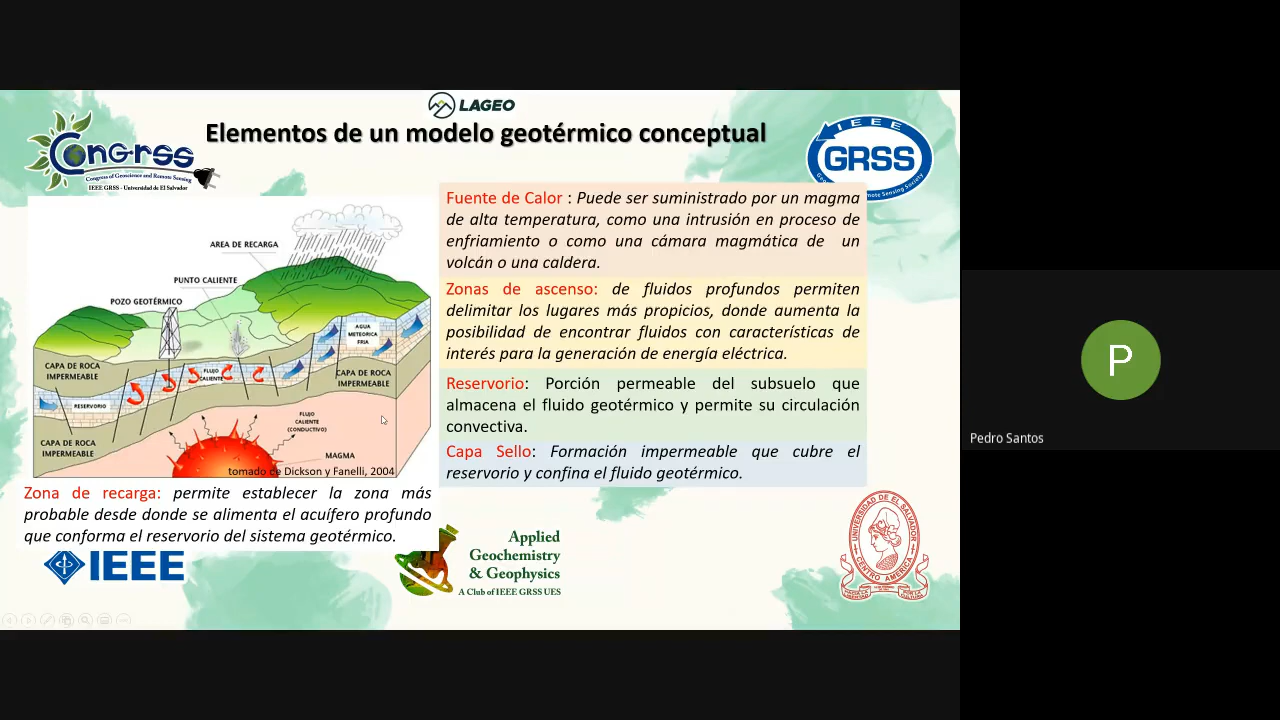 LAGEO
Elementos de un modelo geotérmico conceptual
CONGRSS
Congress of Geoscience and Remote Sensing
IEEE GRSS - Universidad de El Salvador
IEEE
GRSS
AREA DE RECARGA
PUNTO CALIENTE
POZO GEOTÉRMICO
AGUA
METEORICA
FRIA
CAPA DE ROCA
IMPERMEABLE
FLUJO
CALIENTE
CAPA DE ROCA
IMPERMEABLE
RESERVORIO
FLUJO
CALIENTE
(CONDUCTIVO)
CAPA DE ROCA
IMPERMEABLE
MAGMA
tomado de Dickson y Fanelli, 2004
Zona de recarga: permite establecer la zona más
probable desde donde se alimenta el acuífero profundo
que conforma el reservorio del sistema geotérmico.
Fuente de Calor : Puede ser suministrado por un magma
de alta temperatura, como una intrusión en proceso de
enfriamiento o como una cámara magmática de un
volcán o una caldera.
Zonas de ascenso: de fluidos profundos permiten
delimitar los lugares más propicios, donde aumenta la
posibilidad de encontrar fluidos con características de
interés para la generación de energía eléctrica.
Reservorio: Porción permeable del subsuelo que
almacena el fluido geotérmico y permite su circulación
convectiva.
Capa Sello: Formación impermeable que cubre el
reservorio y confina el fluido geotérmico.
IEEE
Applied
Geochemistry
& Geophysics
A Club of IEEE GRSS UES
UNIVERSIDAD DE EL SALVADOR
CENTRO AMERICA
P
Pedro Santos